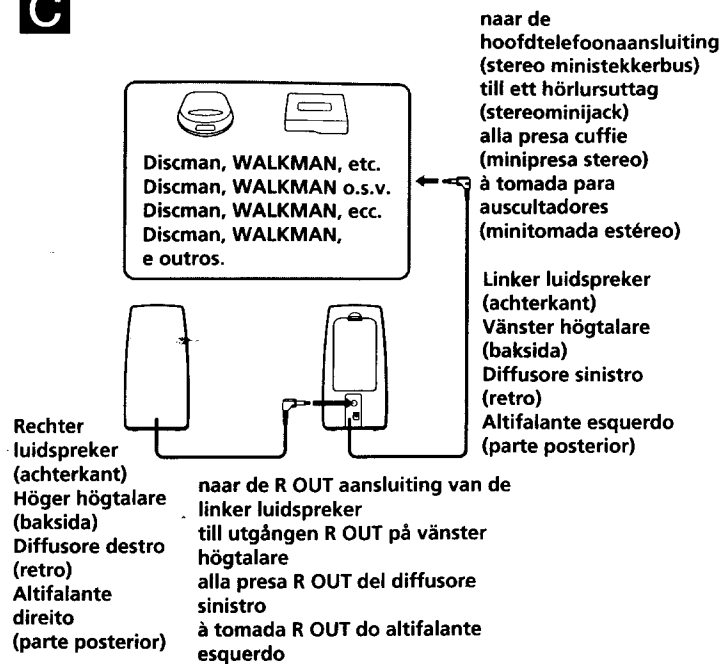 C
naar de
hoofdtelefoonaansluiting
(stereo ministekkerbus)
till ett hörlursuttag
(stereominijack)
alla presa cuffie
(minipresa stereo)
à tomada para
auscultadores
(minitomada estéreo)
Discman, WALKMAN, etc.
Discman, WALKMAN o.s.v.
Discman, WALKMAN, ecc.
Discman, WALKMAN,
e outros.
Linker luidspreker
(achterkant)
Vänster högtalare
(baksida)
Diffusore sinistro
(retro)
Altifalante esquerdo
(parte posterior)
Rechter
luidspreker
(achterkant)
Höger högtalare
(baksida)
Diffusore destro
(retro)
Altifalante
direito
(parte posterior)
naar de R OUT aansluiting van de
linker luidspreker
till utgången R OUT på vänster
högtalare
alla presa R OUT del diffusore
sinistro
à tomada R OUT do altifalante
esquerdo